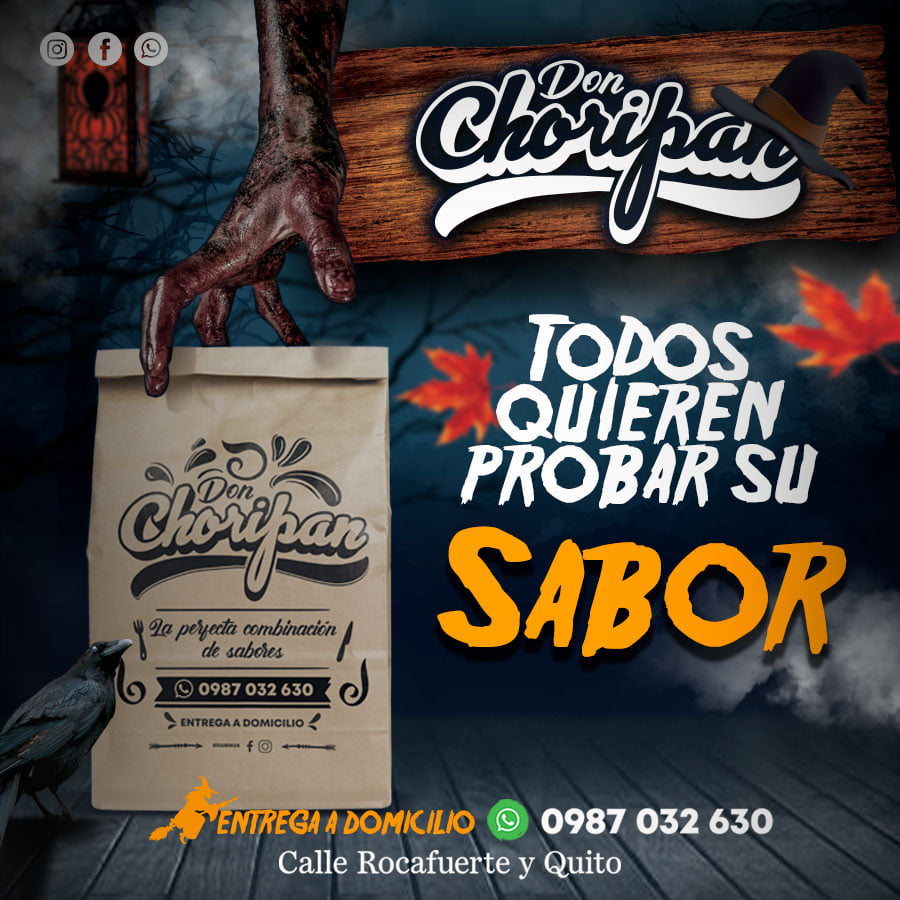 Don
Choripan
TODOS
QUIEREN
PROBAR SU
SABOR
Don
Choripan
La perfecta combinación
de sabores
0987 032 630
ENTREGA A DOMICILIO
SÍGUENOS
ENTREGA A DOMICILIO 0987 032 630
Calle Rocafuerte y Quito